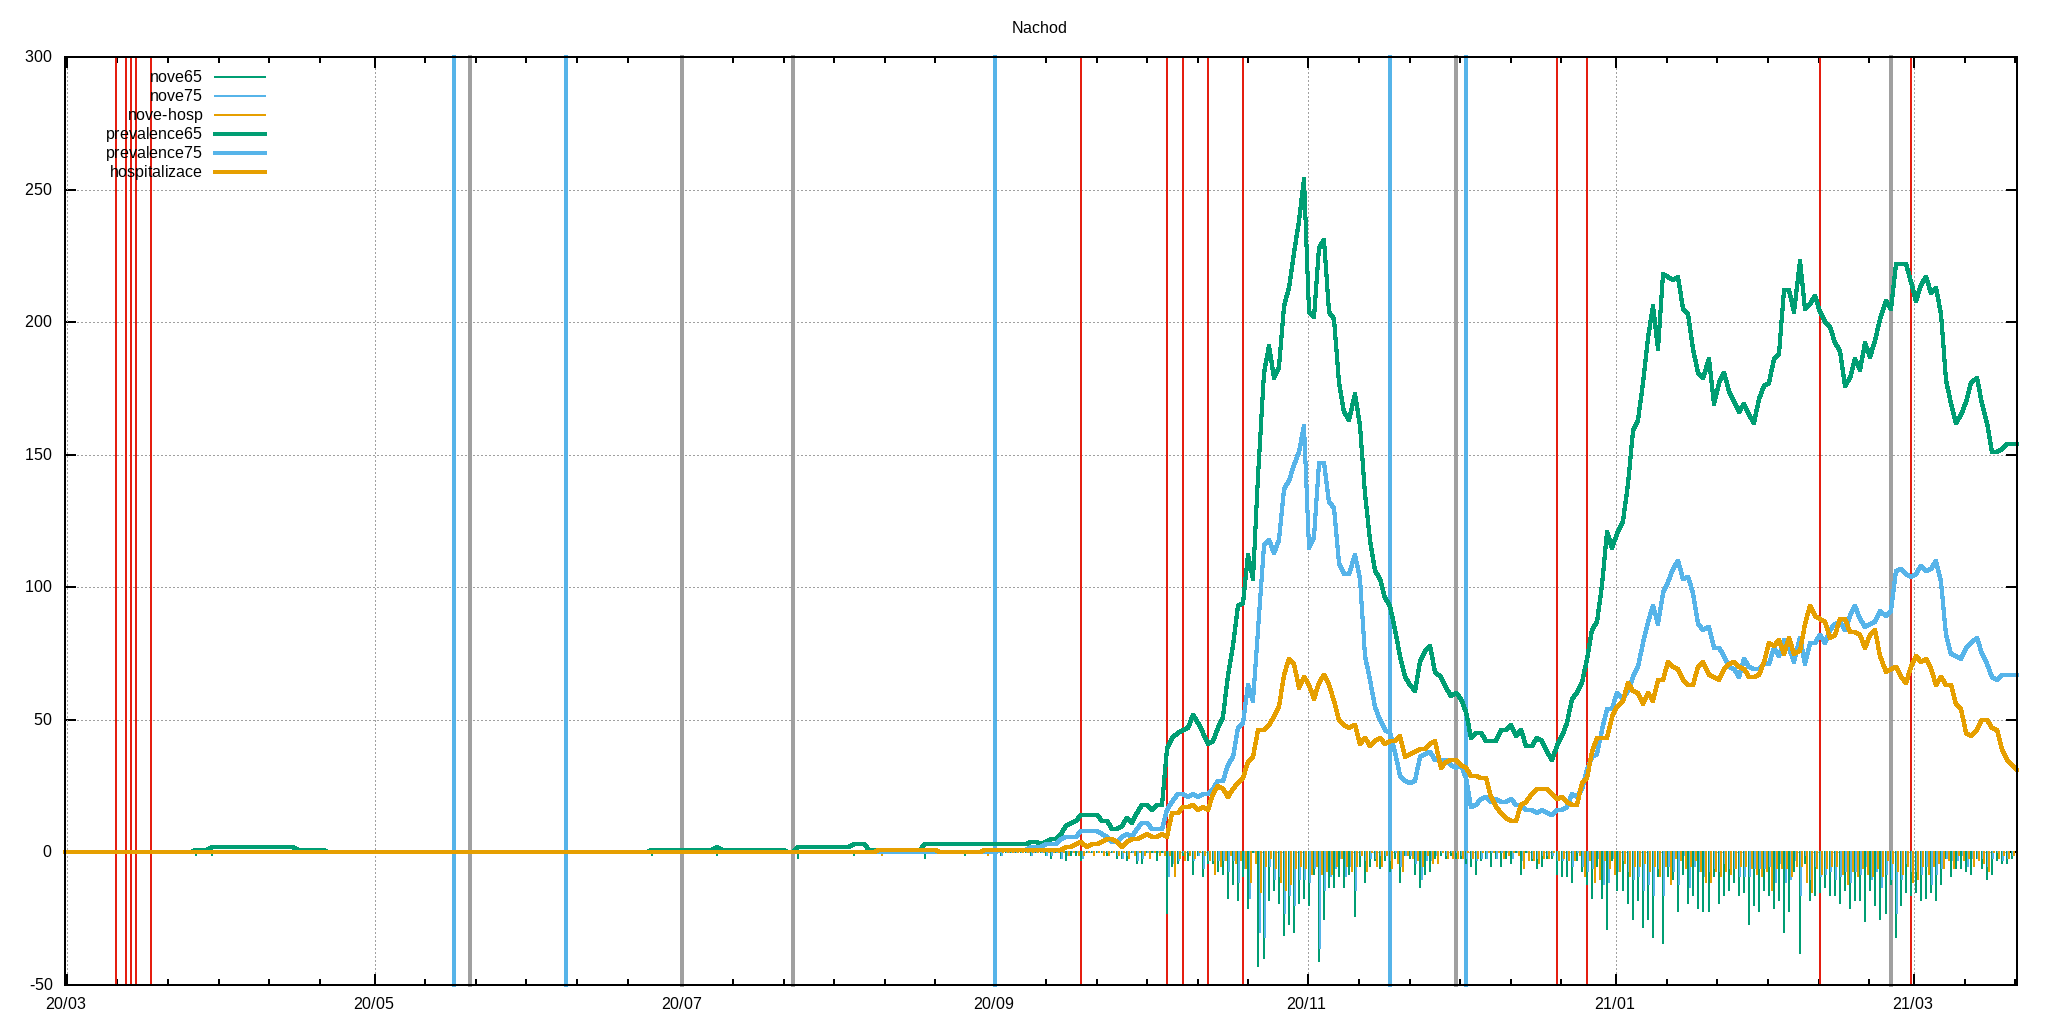 Nachod
300
250
200
150
100
50
0
-50
nove65
nove75
nove-hosp
prevalence65
prevalence75
hospitalizace
20/03 20/05 20/07 20/09 20/11 21/01 21/03